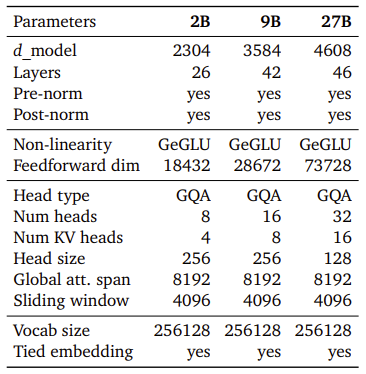 Parameters 2B 9B 27B
d_model 2304 3584 4608
Layers 26 42 46
Pre-norm yes yes yes
Post-norm yes yes yes
Non-linearity GeGLU GeGLU GeGLU
Feedforward dim 18432 28672 73728
Head type GQA GQA GQA
Num heads 8 16 32
Num KV heads 4 8 16
Head size 256 256 128
Global att. span 8192 8192 8192
Sliding window 4096 4096 4096
Vocab size 256128 256128 256128
Tied embedding yes yes yes